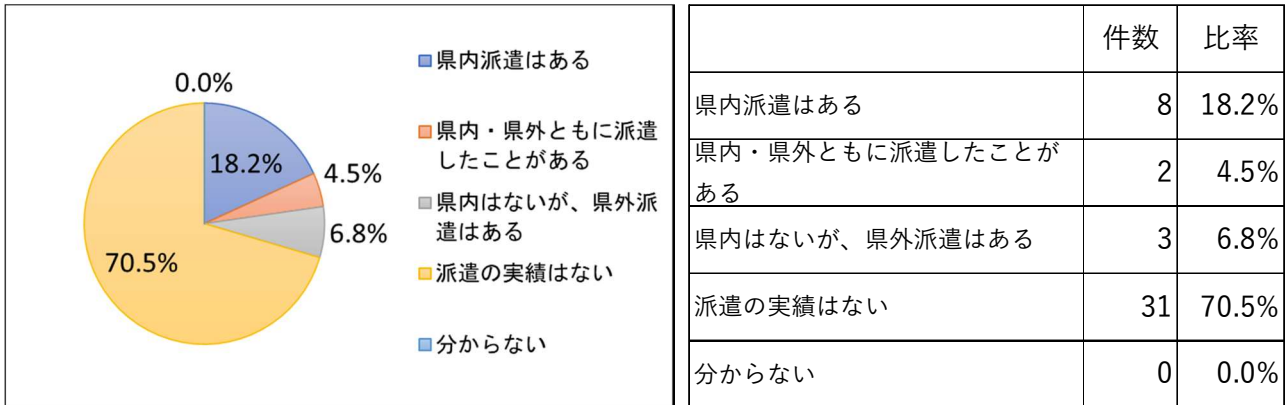 0.0%
18.2%
4.5%
6.8%
70.5%
県内派遣はある
県内・県外ともに派遣
したことがある
県内はないが、県外派
遣はある
派遣の実績はない
分からない
件数 比率
県内派遣はある 8 18.2%
県内・県外ともに派遣したことが
ある 2 4.5%
県内はないが、県外派遣はある 3 6.8%
派遣の実績はない 31 70.5%
分からない 0 0.0%